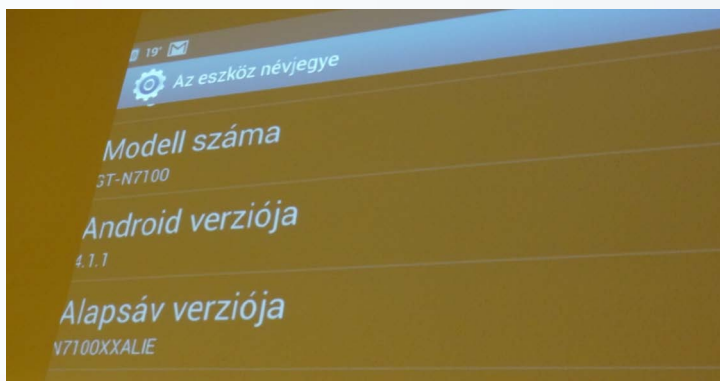 19°
Az eszköz névjegye
Modell száma
GT-N7100
Android verziója
4.1.1
Alapsáv verziója
N7100XXALIE